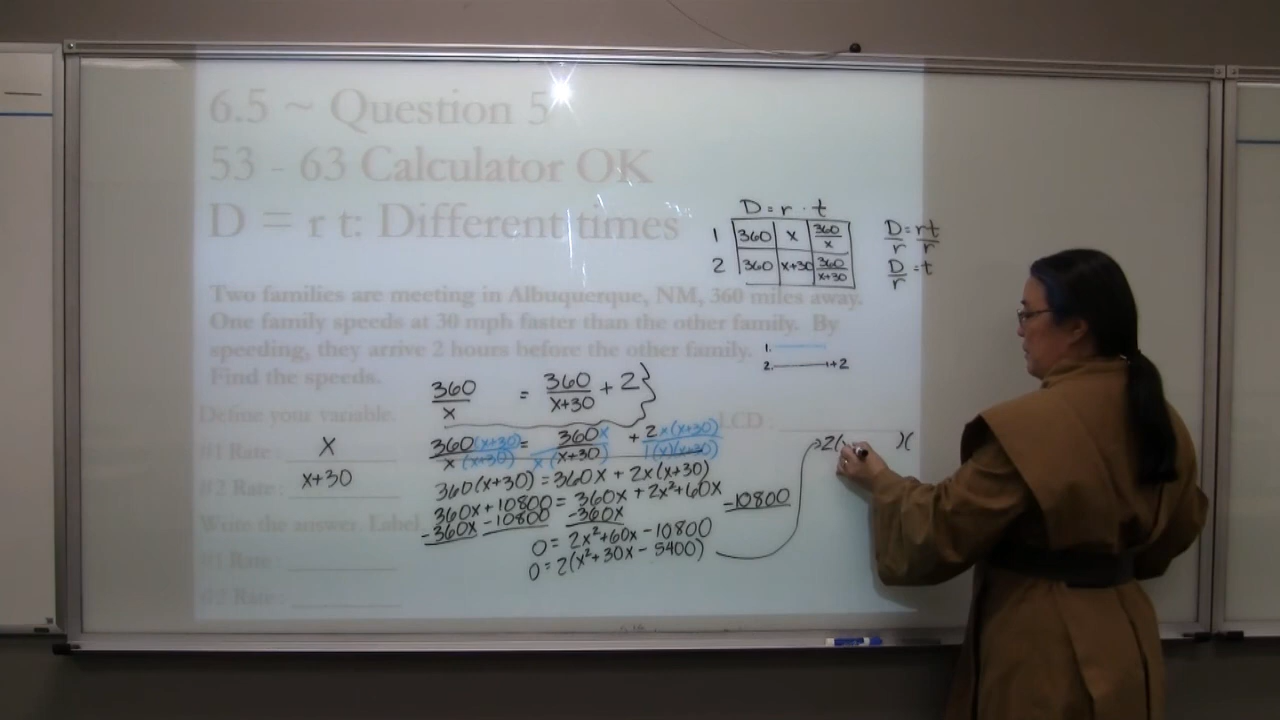 6.5 ~ Question 5
53 - 63 Calculator OK
D = r t: Different times
D = r · t
1 360 x 360/x
2 360 x+30 360/x+30
D/r = rt/r
D/r = t
Two families are meeting in Albuquerque, NM, 360 miles away.
One family speeds at 30 mph faster than the other family. By
speeding, they arrive 2 hours before the other family.
Find the speeds.
1.
2. +2
360/x = 360/x+30 + 2
Define your variable.
LCD :
#1 Rate : x
#2 Rate : x+30
360(x+30)/x(x+30) = 360x/x(x+30) + 2x(x+30)/1(x)(x+30)
360(x+30) = 360x + 2x(x+30)
360x + 10800 = 360x + 2x²+60x
-360x -10800 -360x -10800
0 = 2x²+60x -10800
0 = 2(x²+30x - 5400)
2( )(
Write the answer. Label
#1 Rate :
#2 Rate :